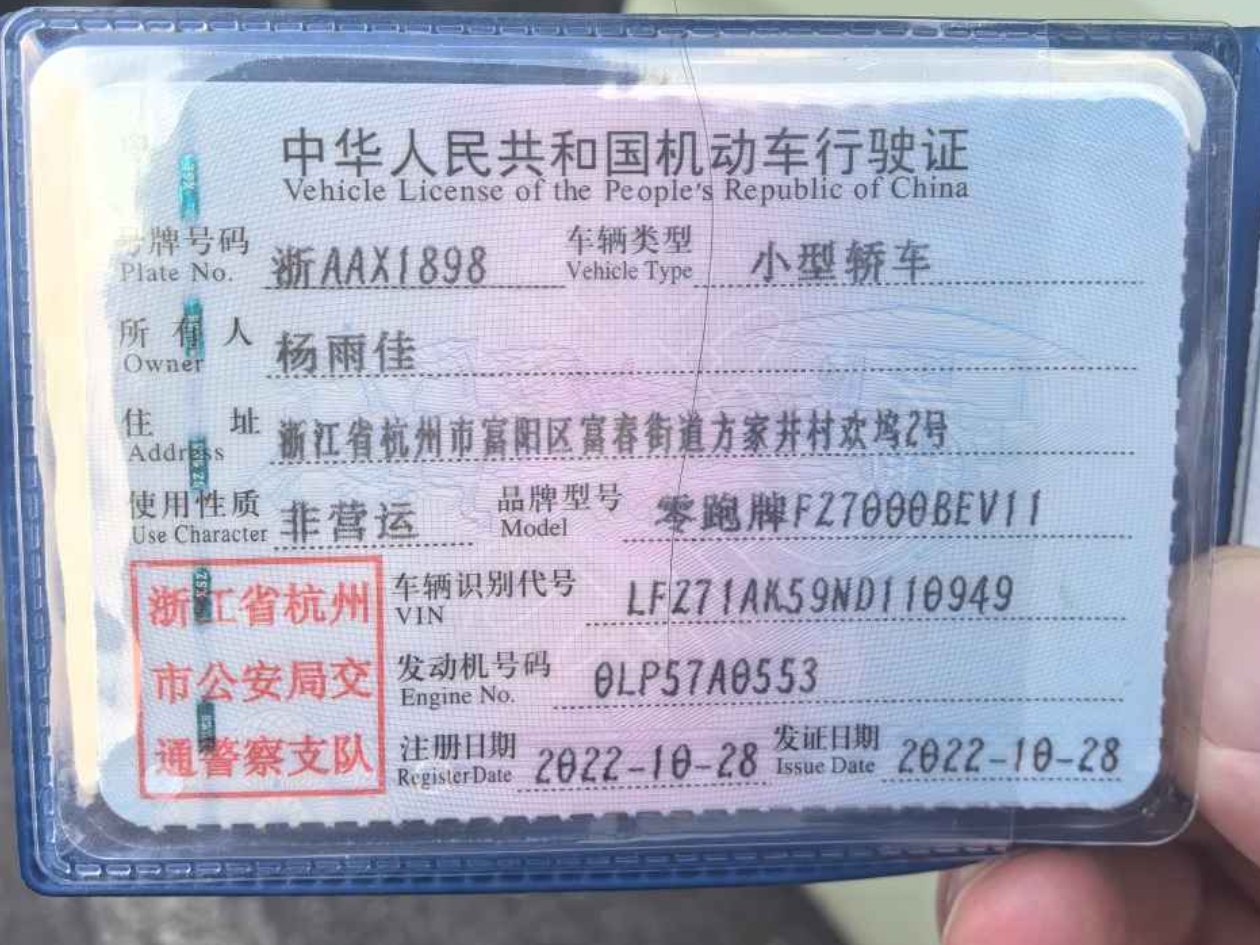 中华人民共和国机动车行驶证
Vehicle License of the People's Republic of China
号牌号码 浙AAX1898 车辆类型 小型轿车
Plate No. Vehicle Type
所有人 杨雨佳
Owner
住址 浙江省杭州市富阳区富春街道方家井村欢坞2号
Address
使用性质 非营运 品牌型号 零跑牌FZ7000BEV11
Use Character Model
浙江省杭州
市公安局交
通警察支队
车辆识别代号 LFZ71AK59ND110949
VIN
发动机号码 0LP57A0553
Engine No.
注册日期 2022-10-28 发证日期 2022-10-28
Register Date Issue Date